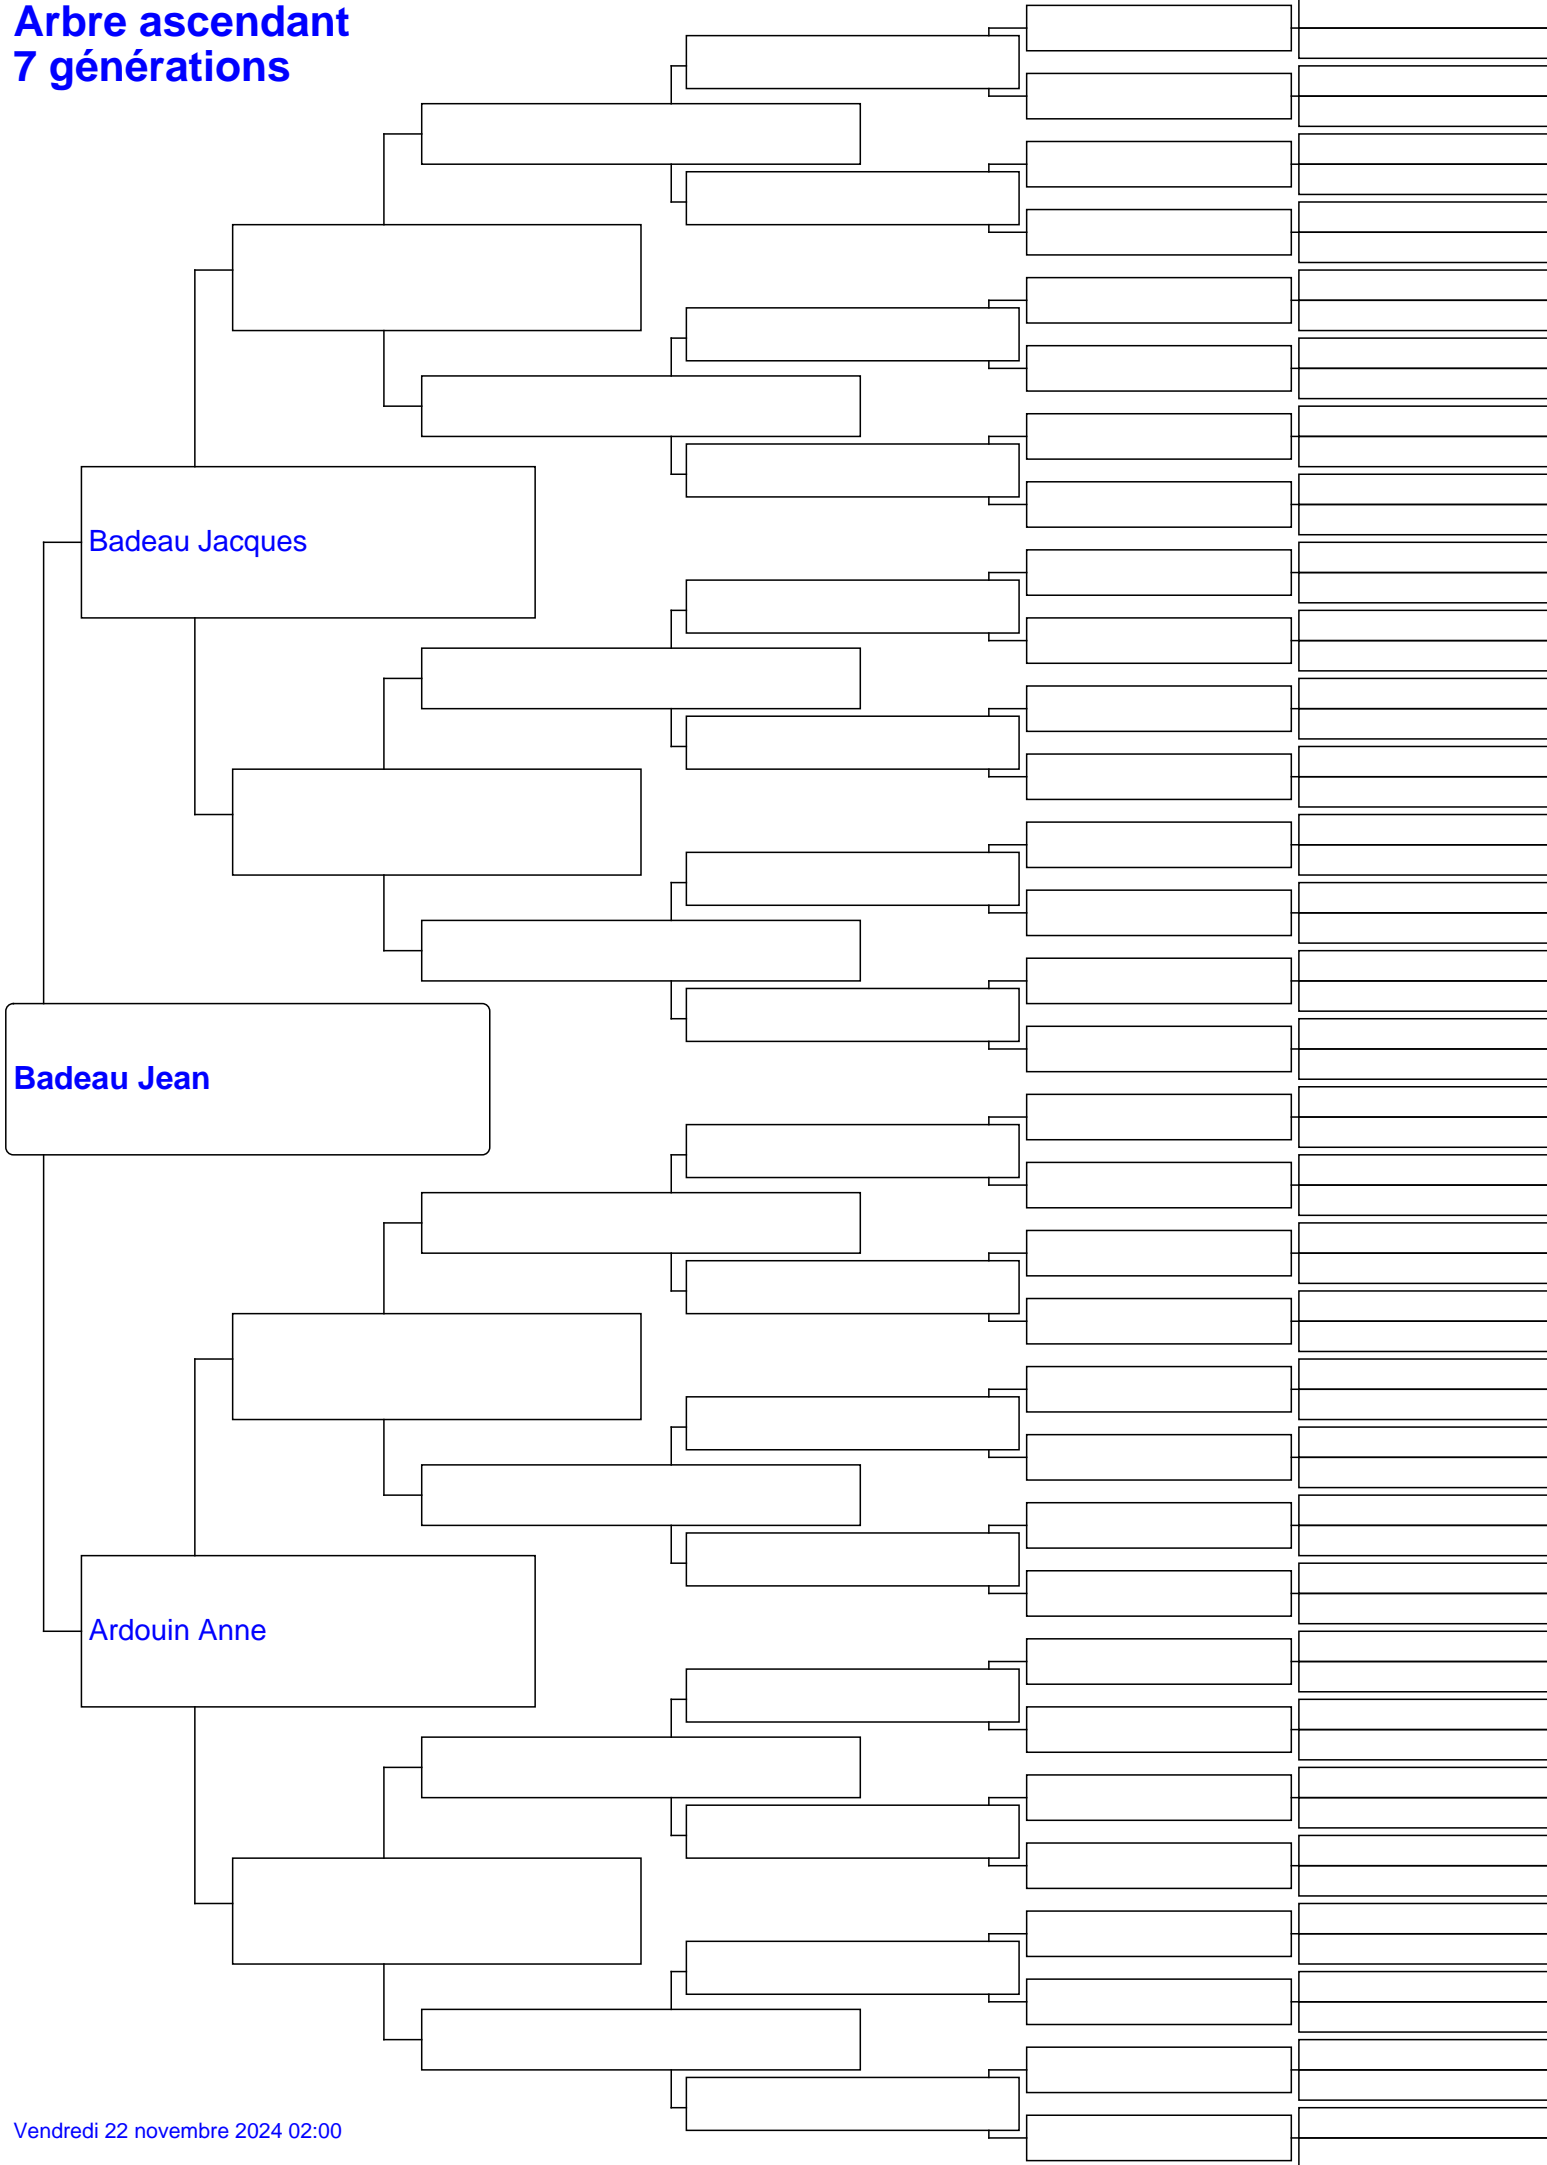 Arbre ascendant
7 générations
Badeau Jacques
Badeau Jean
Ardouin Anne
Vendredi 22 novembre 2024 02:00